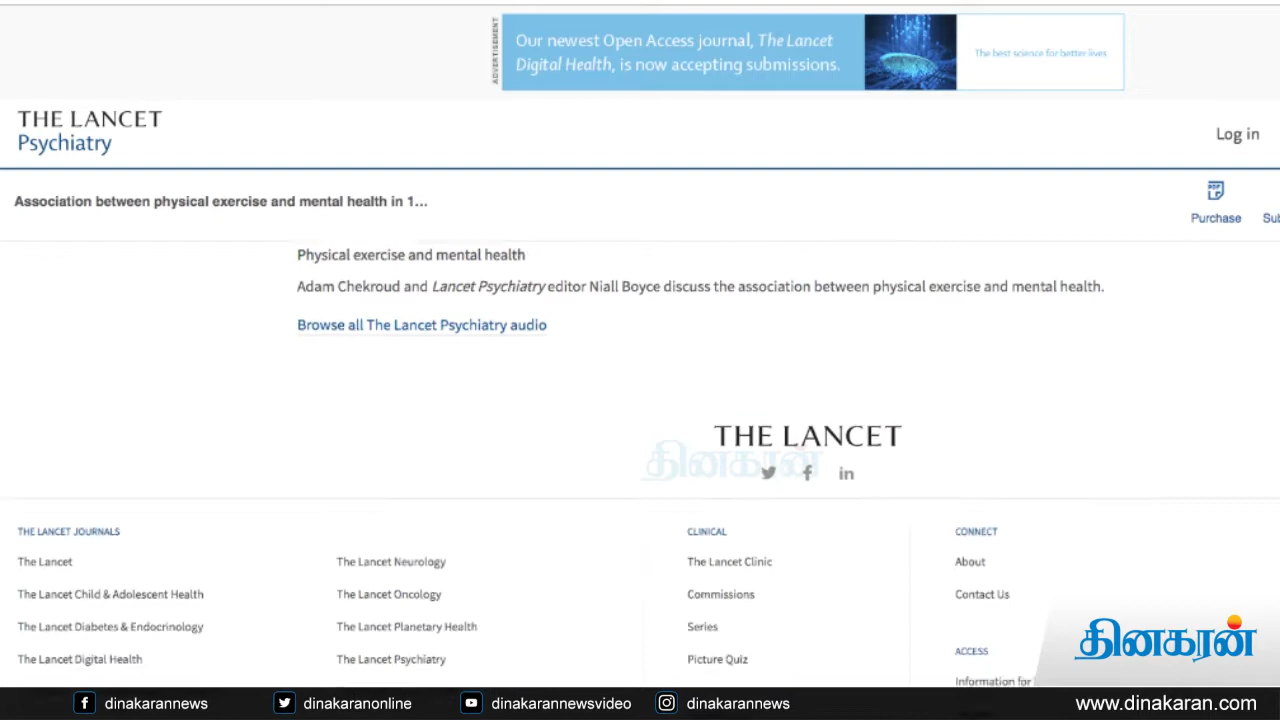 ADVERTISEMENT
Our newest Open Access journal, The Lancet
Digital Health, is now accepting submissions.
The best science for better lives
THE LANCET
Psychiatry
Log in
Association between physical exercise and mental health in 1...
PDF
Purchase
Sub
Physical exercise and mental health
Adam Chekroud and Lancet Psychiatry editor Niall Boyce discuss the association between physical exercise and mental health.
Browse all The Lancet Psychiatry audio
THE LANCET
தினகரன்
THE LANCET JOURNALS
CLINICAL
CONNECT
The Lancet
The Lancet Neurology
The Lancet Clinic
About
The Lancet Child & Adolescent Health
The Lancet Oncology
Commissions
Contact Us
The Lancet Diabetes & Endocrinology
The Lancet Planetary Health
Series
The Lancet Digital Health
The Lancet Psychiatry
Picture Quiz
ACCESS
Information for
தினகரன்
dinakarannews
dinakaranonline
dinakarannewsvideo
dinakarannews
www.dinakaran.com